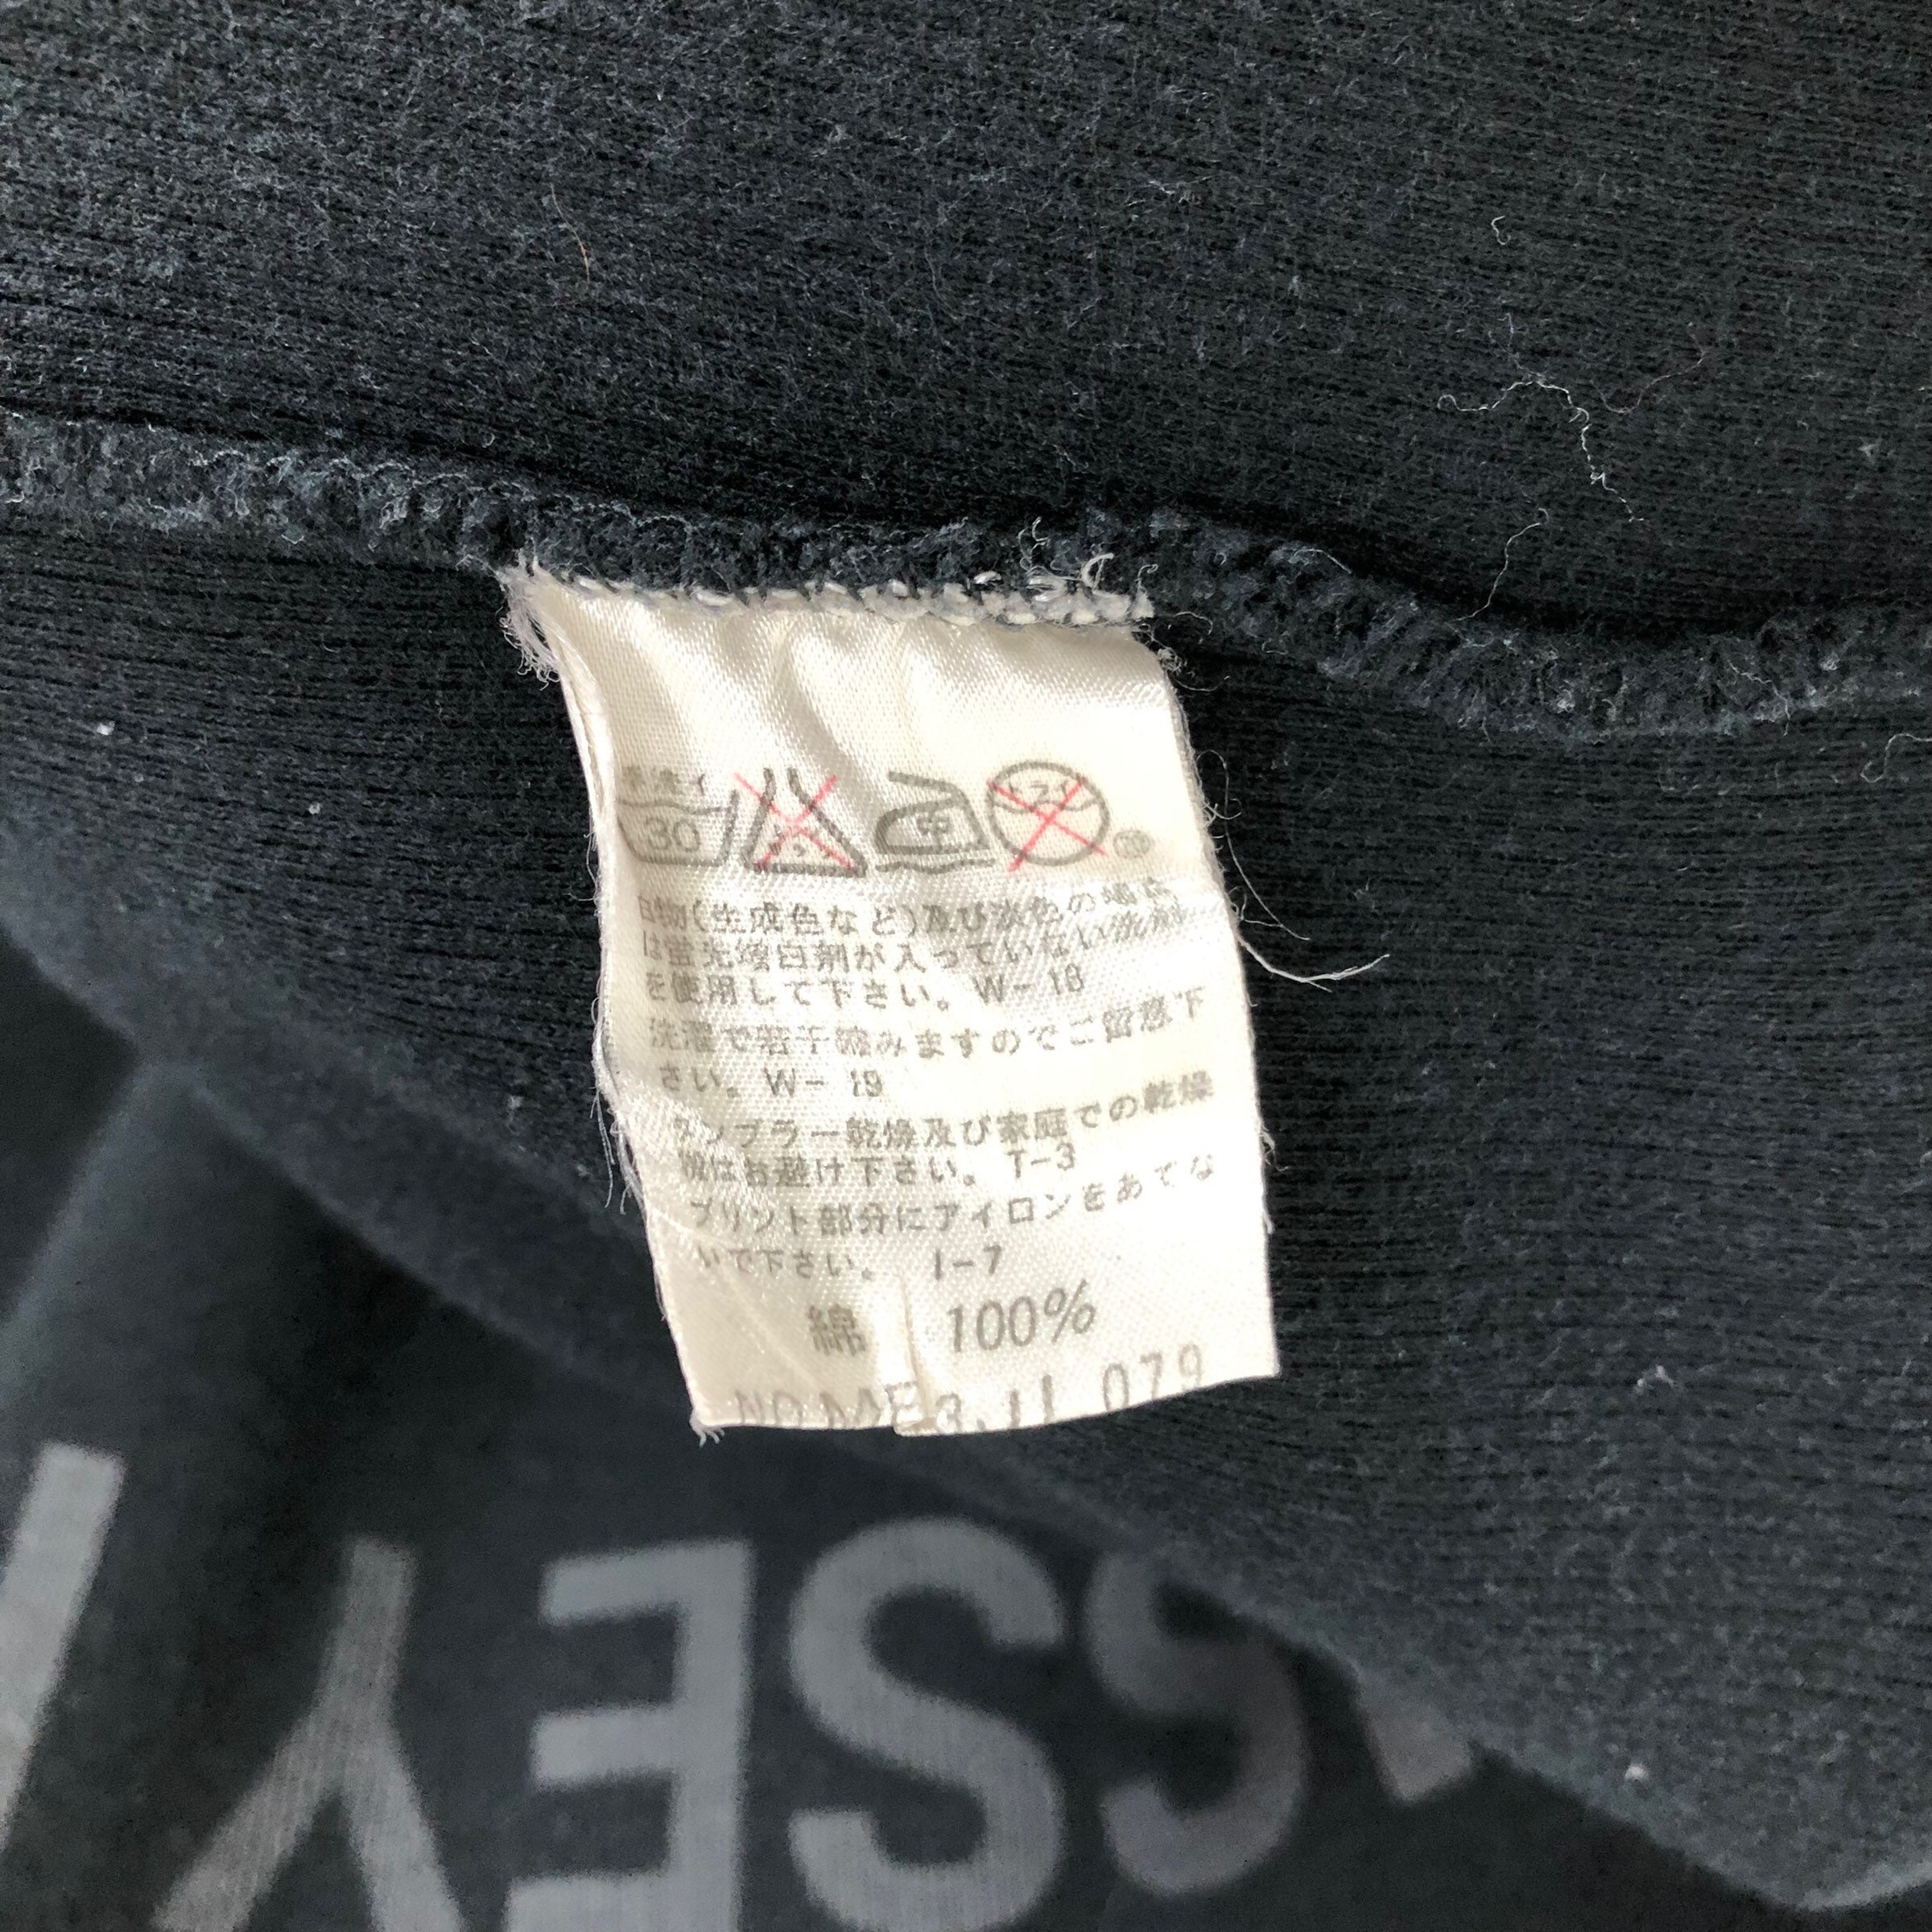 手洗イ
30
中
白物(生成色など)及び淡色の場合
は蛍光増白剤が入っていない洗剤
を使用して下さい。W-18
洗濯で若干縮みますのでご留意下
さい。W-19
タンブラー乾燥及び家庭での乾燥
機はお避け下さい。T-3
プリント部分にアイロンをあてな
いで下さい。I-7
綿 100%
079
YESS